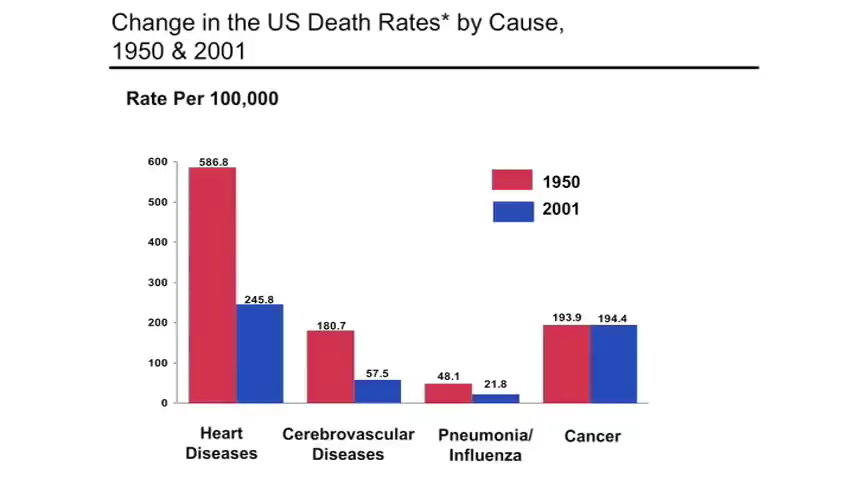 Change in the US Death Rates* by Cause,
1950 & 2001
Rate Per 100,000
600
500
400
300
200
100
0
586.8
245.8
180.7
57.5
48.1
21.8
193.9
194.4
1950
2001
Heart
Diseases
Cerebrovascular
Diseases
Pneumonia/
Influenza
Cancer